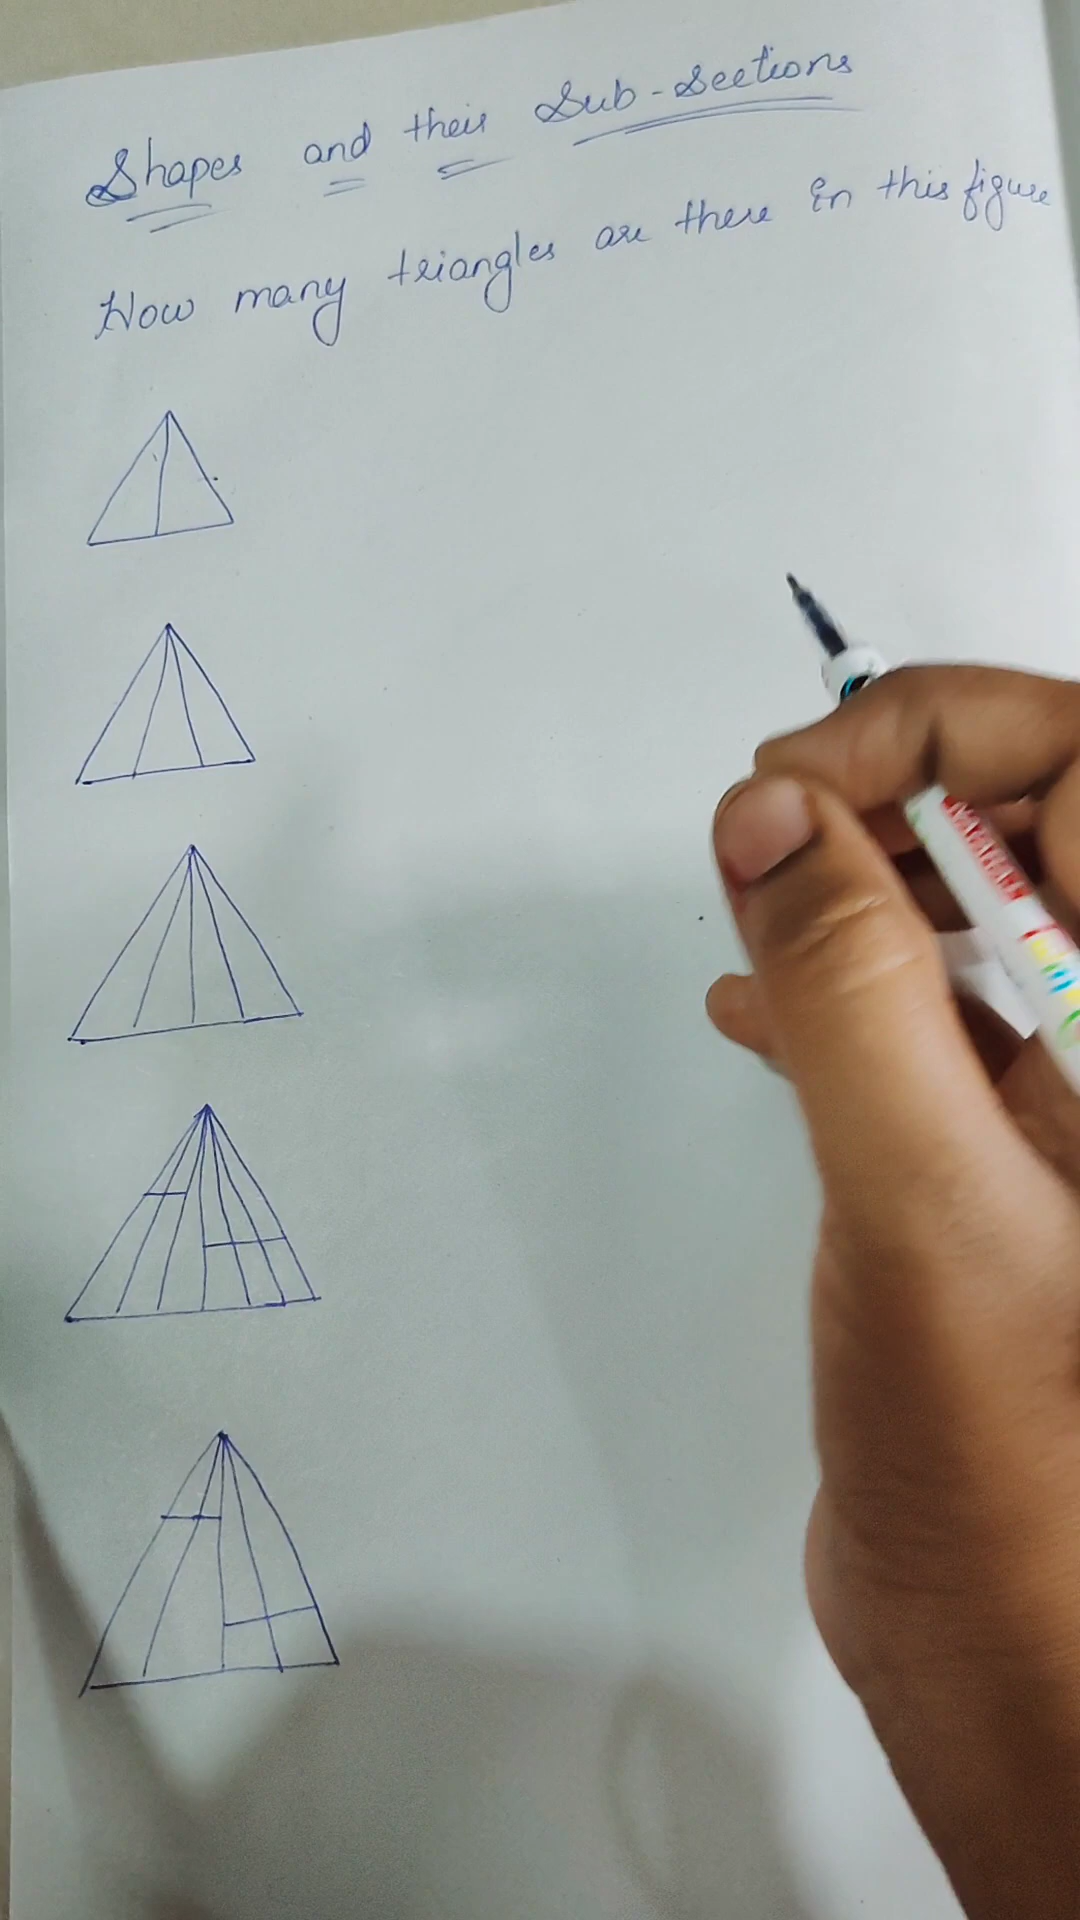 Shapes and their Sub-Sections
How many triangles are there in this figure